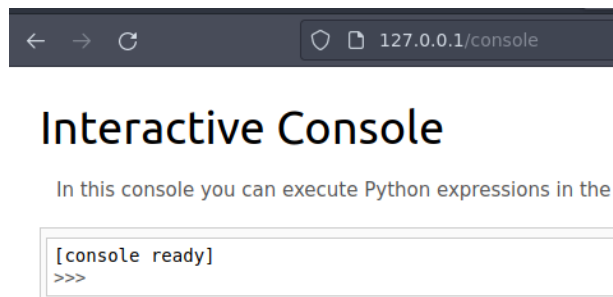 127.0.0.1/console
Interactive Console
In this console you can execute Python expressions in the
[console ready]
>>>